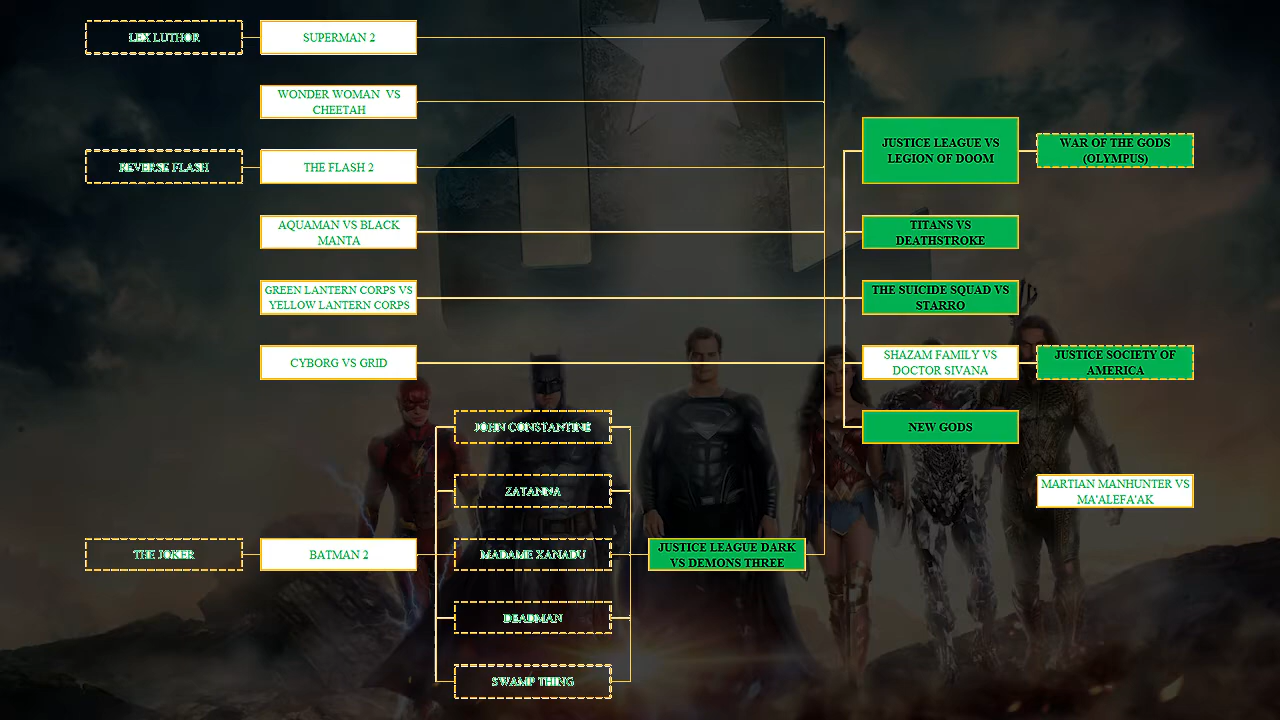 LEX LUTHOR
SUPERMAN 2
WONDER WOMAN VS
CHEETAH
JUSTICE LEAGUE VS
LEGION OF DOOM
WAR OF THE GODS
(OLYMPUS)
REVERSE FLASH
THE FLASH 2
AQUAMAN VS BLACK
MANTA
TITANS VS
DEATHSTROKE
GREEN LANTERN CORPS VS
YELLOW LANTERN CORPS
THE SUICIDE SQUAD VS
STARRO
CYBORG VS GRID
SHAZAM FAMILY VS
DOCTOR SIVANA
JUSTICE SOCIETY OF
AMERICA
JOHN CONSTANTINE
NEW GODS
ZATANNA
MARTIAN MANHUNTER VS
MA'ALEFA'AK
THE JOKER
BATMAN 2
MADAME XANADU
JUSTICE LEAGUE DARK
VS DEMONS THREE
DEADMAN
SWAMP THING